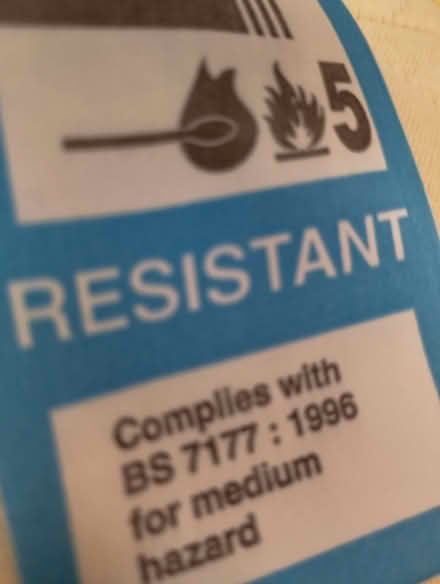 5
RESISTANT
Complies with
BS 7177 : 1996
for medium
hazard